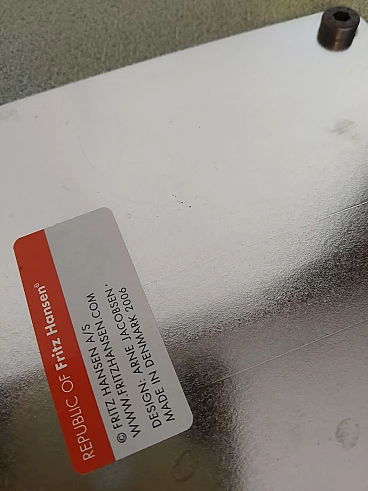 REPUBLIC OF Fritz Hansen®
© FRITZ HANSEN A/S
WWW.FRITZHANSEN.COM
DESIGN: ARNE JACOBSEN.
MADE IN DENMARK 2006